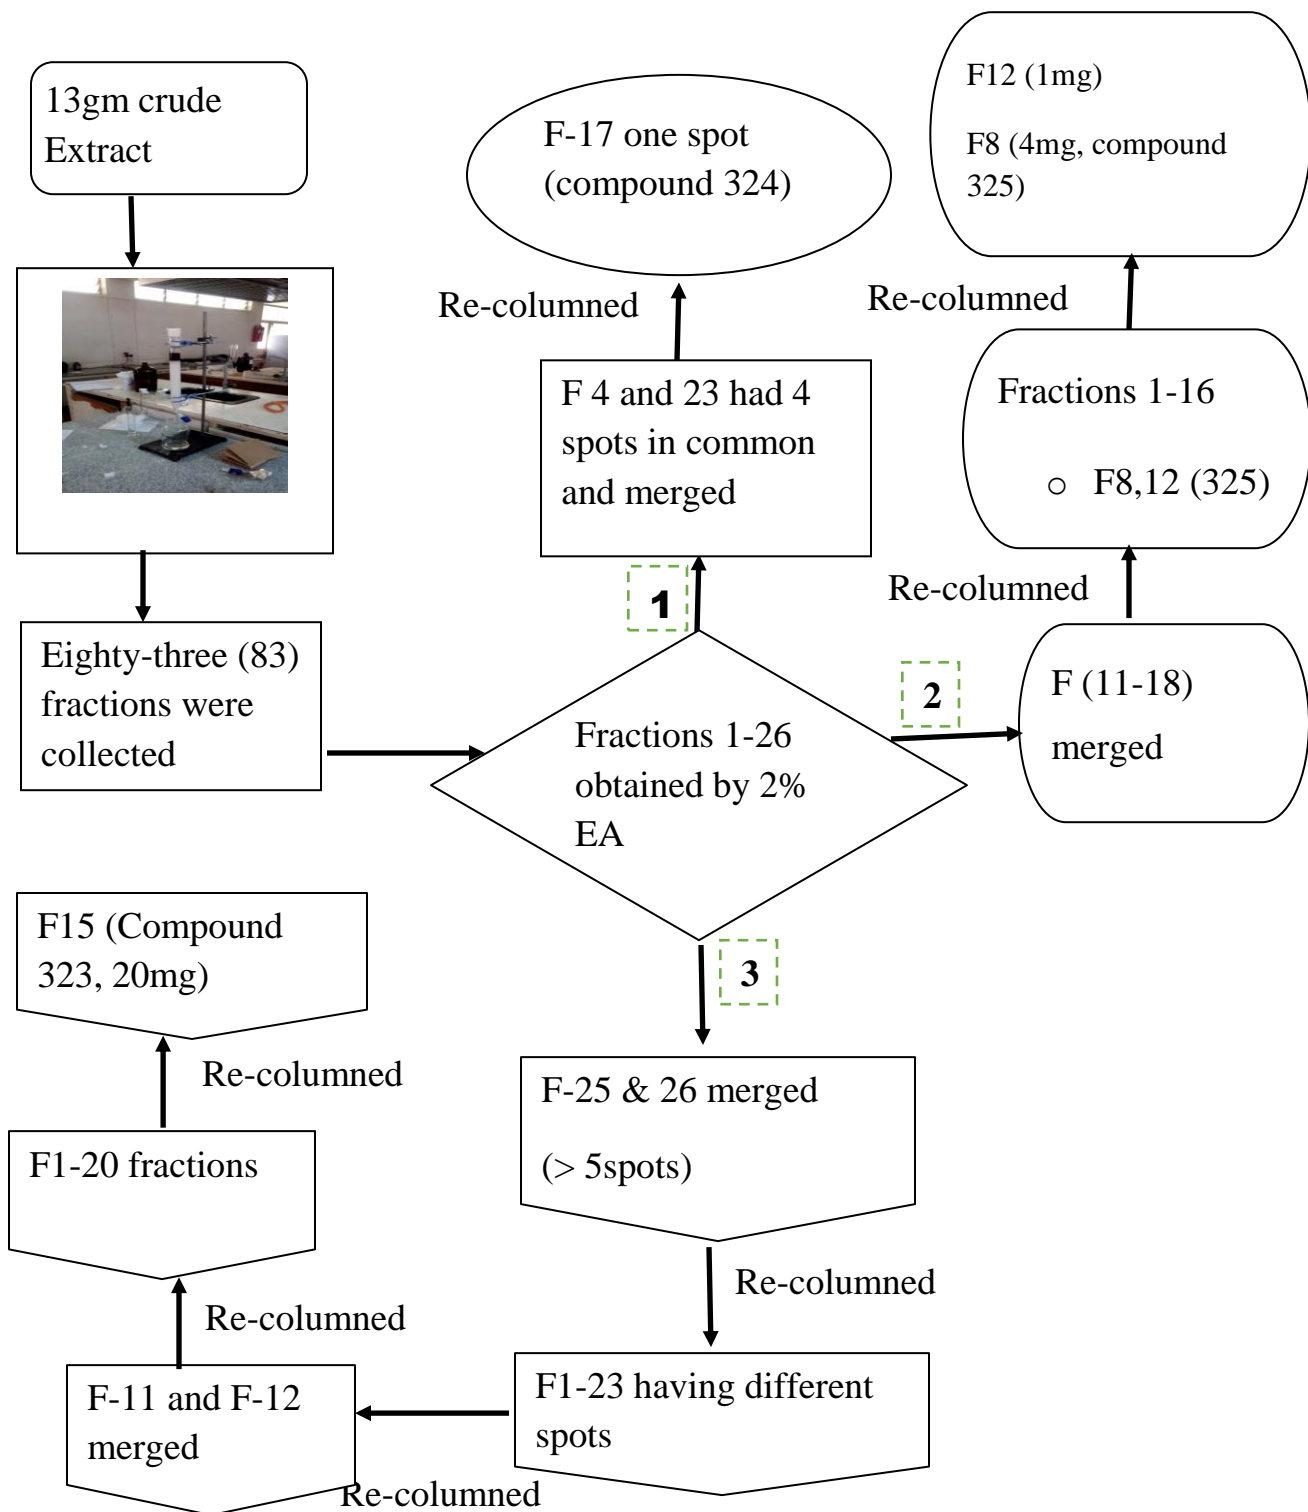 13gm crude
Extract
Eighty-three (83)
fractions were
collected
Fractions 1-26
obtained by 2%
EA
1
F 4 and 23 had 4
spots in common
and merged
Re-columned
F-17 one spot
(compound 324)
2
F (11-18)
merged
Re-columned
Fractions 1-16
o F8,12 (325)
Re-columned
F12 (1mg)
F8 (4mg, compound
325)
3
F-25 & 26 merged
(> 5spots)
Re-columned
F1-23 having different
spots
Re-columned
F-11 and F-12
merged
Re-columned
F1-20 fractions
Re-columned
F15 (Compound
323, 20mg)